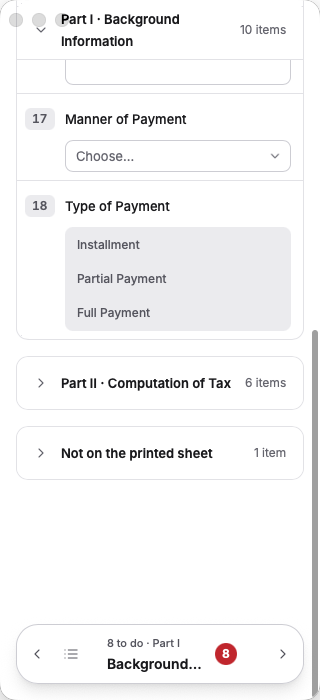 Part I · Background
Information
10 items
17 Manner of Payment
Choose...
18 Type of Payment
Installment
Partial Payment
Full Payment
Part II · Computation of Tax 6 items
Not on the printed sheet 1 item
8 to do · Part I
Background... 8